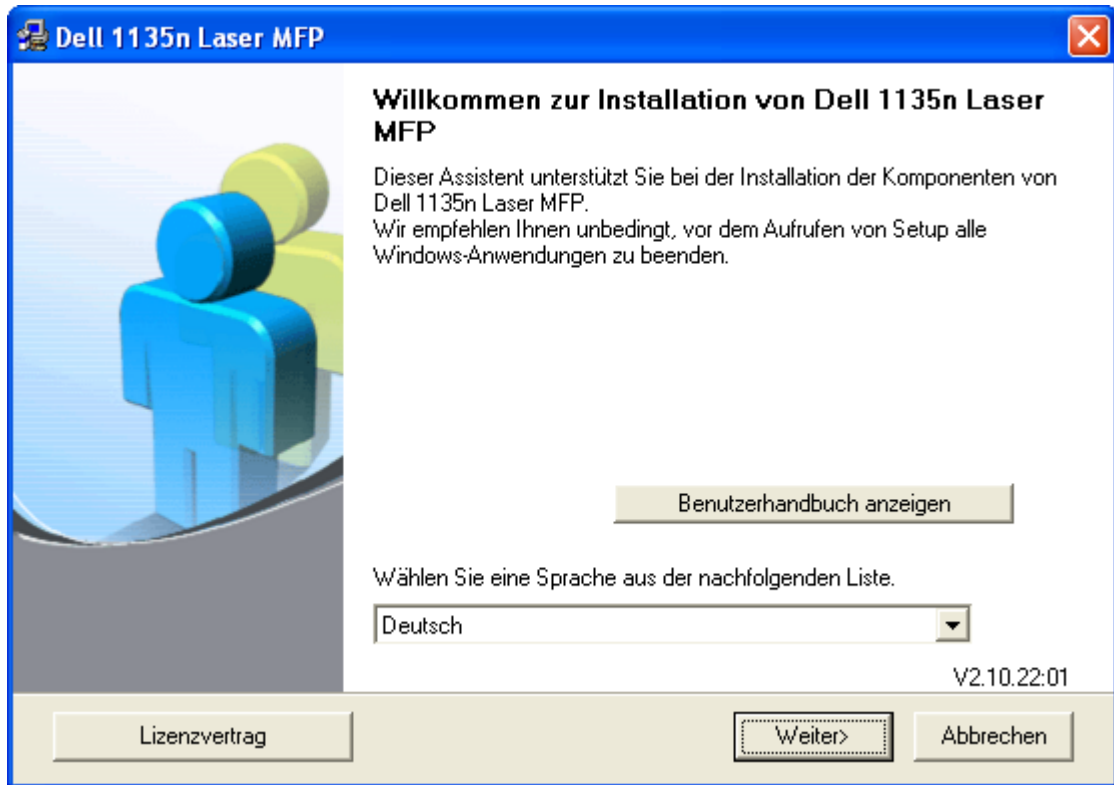 Dell 1135n Laser MFP
Willkommen zur Installation von Dell 1135n Laser
MFP
Dieser Assistent unterstützt Sie bei der Installation der Komponenten von
Dell 1135n Laser MFP.
Wir empfehlen Ihnen unbedingt, vor dem Aufrufen von Setup alle
Windows-Anwendungen zu beenden.
Benutzerhandbuch anzeigen
Wählen Sie eine Sprache aus der nachfolgenden Liste.
Deutsch
V2.10.22:01
Lizenzvertrag
Weiter>
Abbrechen